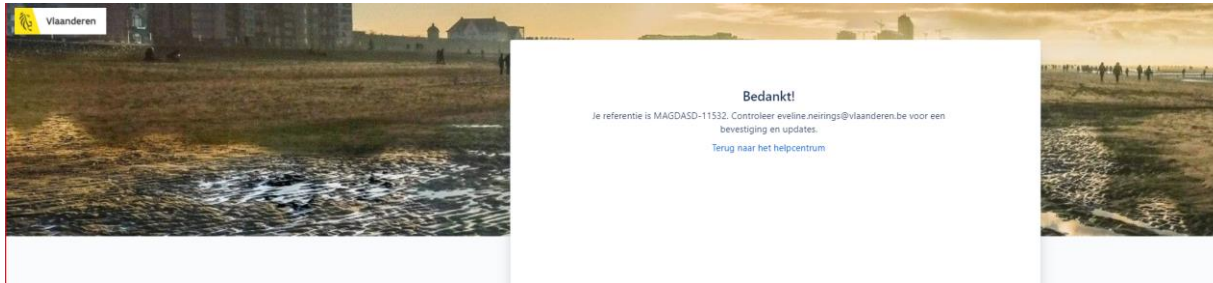 Vlaanderen
Bedankt!
Je referentie is MAGDASD-11532. Controleer eveline.neirings@vlaanderen.be voor een
bevestiging en updates.
Terug naar het helpcentrum